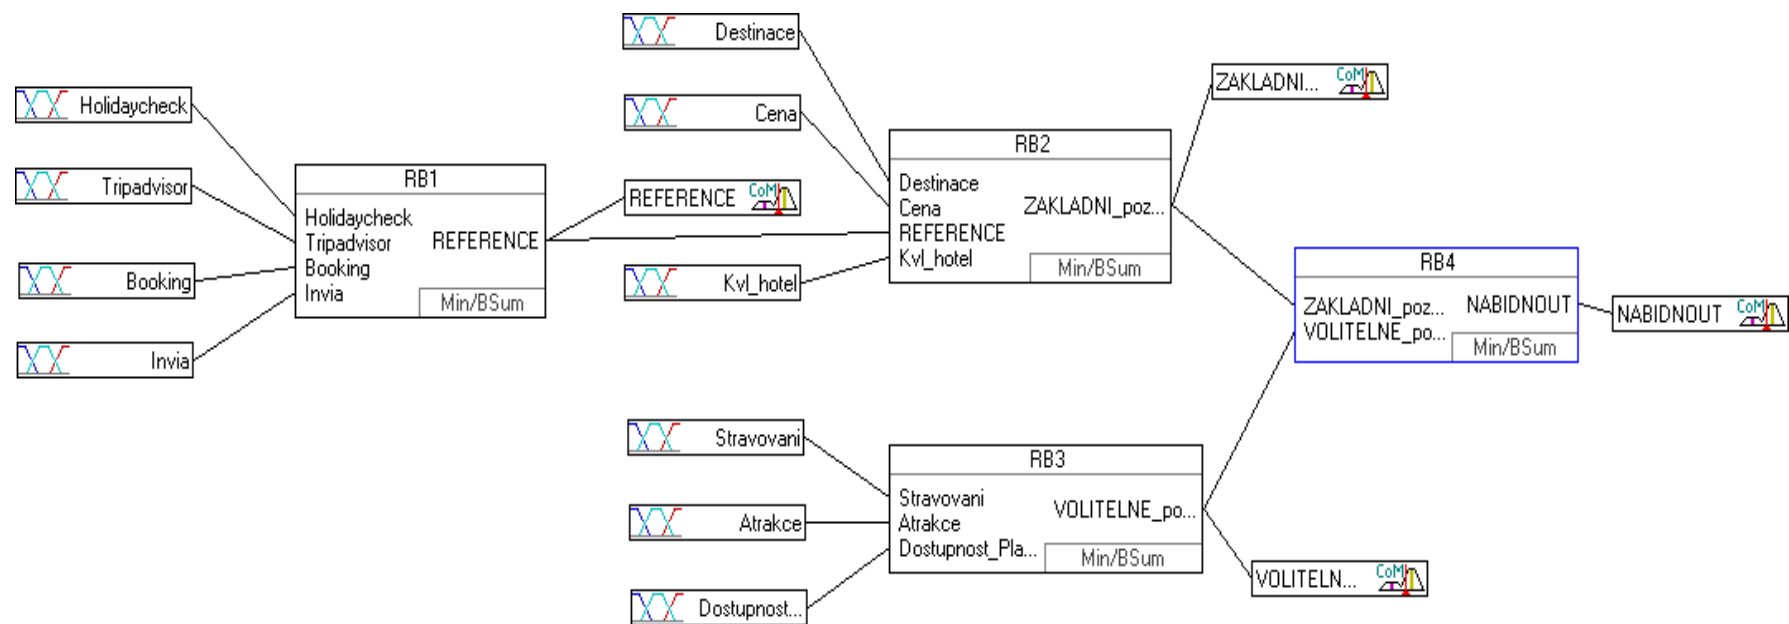 Holidaycheck
Tripadvisor
Booking
Invia
RB1
Holidaycheck
Tripadvisor
Booking
Invia
REFERENCE
Min/BSum
Destinace
Cena
REFERENCE CoM
Kvl_hotel
RB2
Destinace
Cena
REFERENCE
Kvl_hotel
ZAKLADNI_poz...
Min/BSum
ZAKLADNI... CoM
Stravovani
Atrakce
Dostupnost...
RB3
Stravovani
Atrakce
Dostupnost_Pla...
VOLITELNE_po...
Min/BSum
VOLITELN... CoM
RB4
ZAKLADNI_poz...
VOLITELNE_po...
NABIDNOUT
Min/BSum
NABIDNOUT CoM